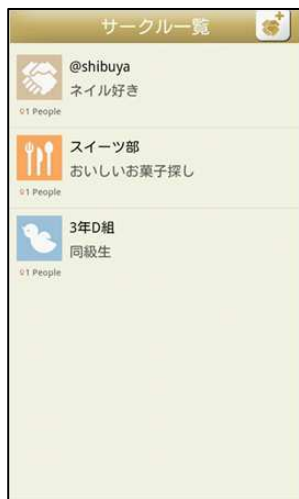 サークル一覧
@shibuya
ネイル好き
♀1 People
スイーツ部
おいしいお菓子探し
♀1 People
3年D組
同級生
♀1 People